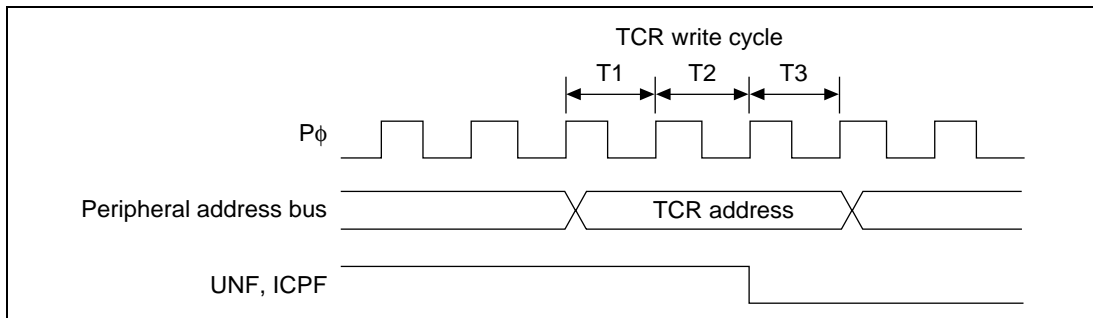 TCR write cycle
T1 T2 T3
Pϕ
Peripheral address bus
TCR address
UNF, ICPF